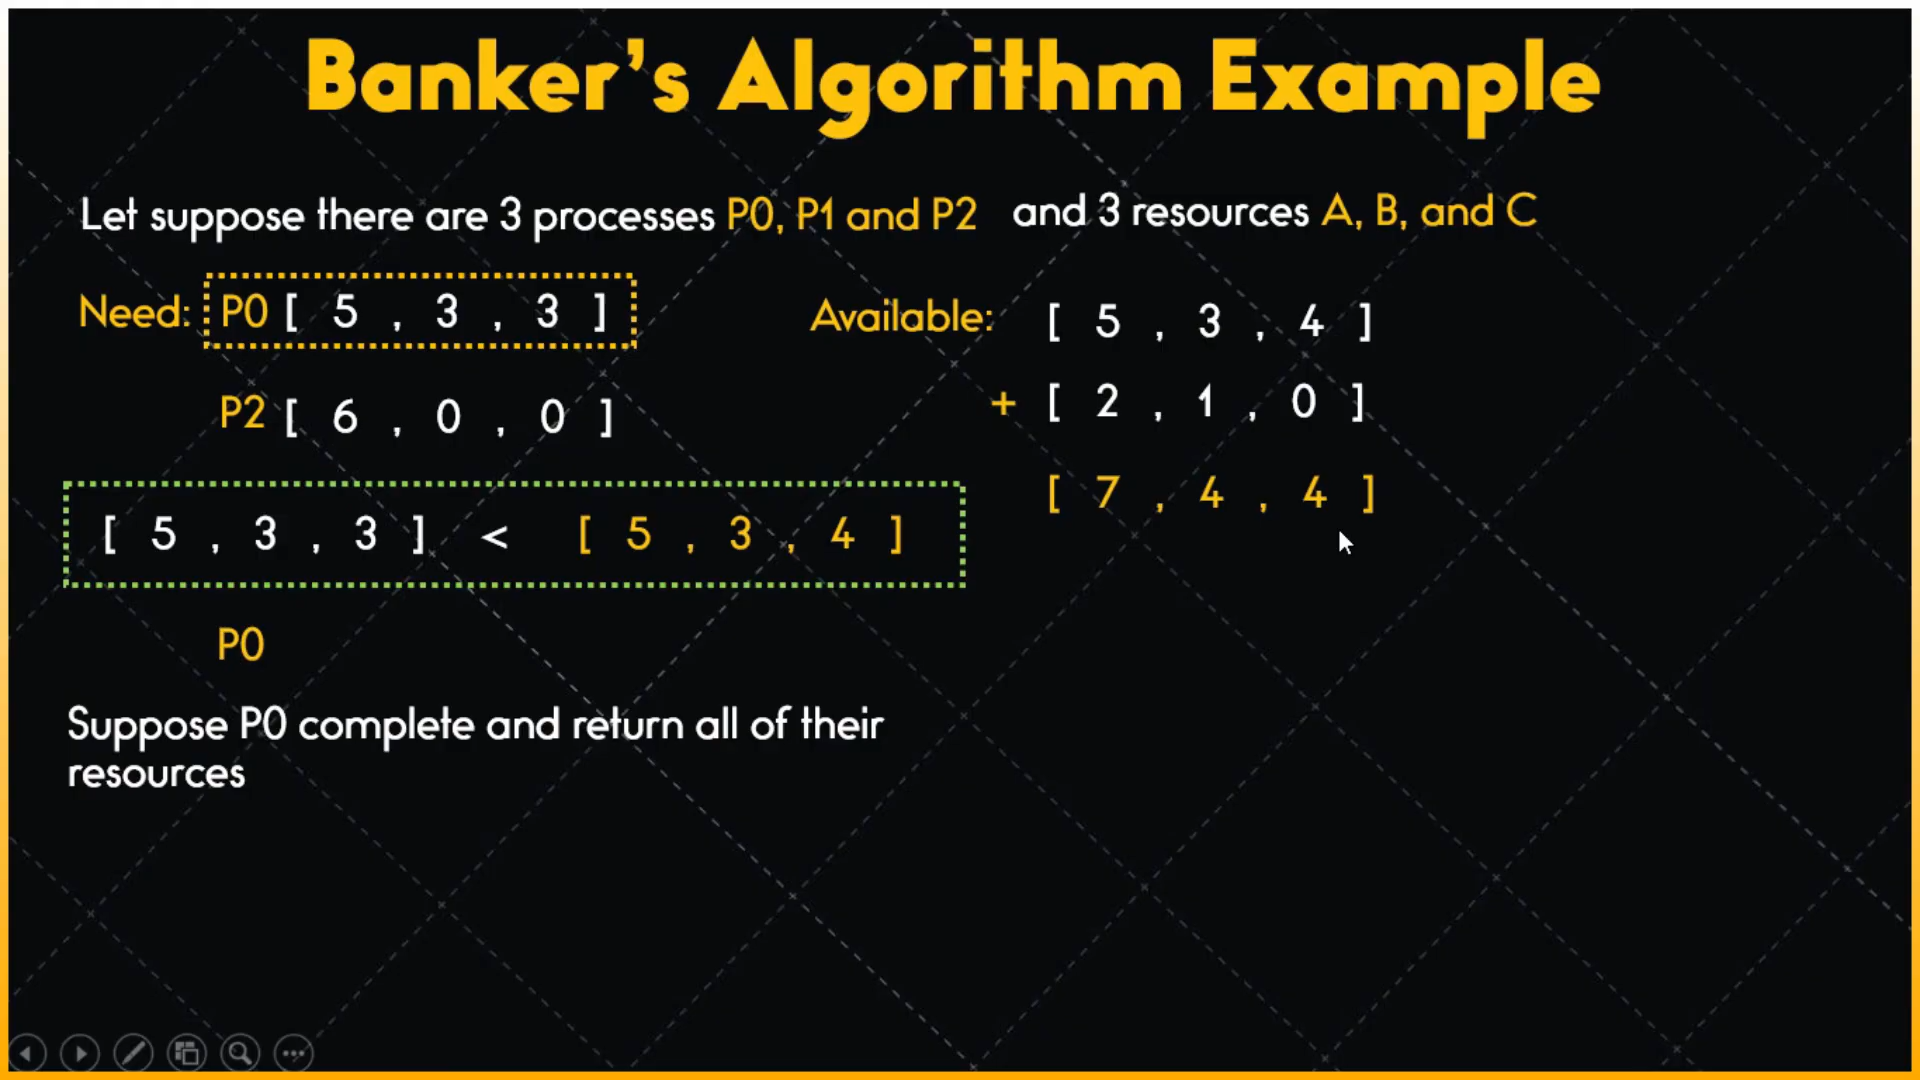 Banker's Algorithm Example
Let suppose there are 3 processes P0, P1 and P2 and 3 resources A, B, and C
Need: P0 [ 5 , 3 , 3 ] Available: [ 5 , 3 , 4 ]
P2 [ 6 , 0 , 0 ] + [ 2 , 1 , 0 ]
[ 7 , 4 , 4 ]
[ 5 , 3 , 3 ] < [ 5 , 3 , 4 ]
P0
Suppose P0 complete and return all of their
resources